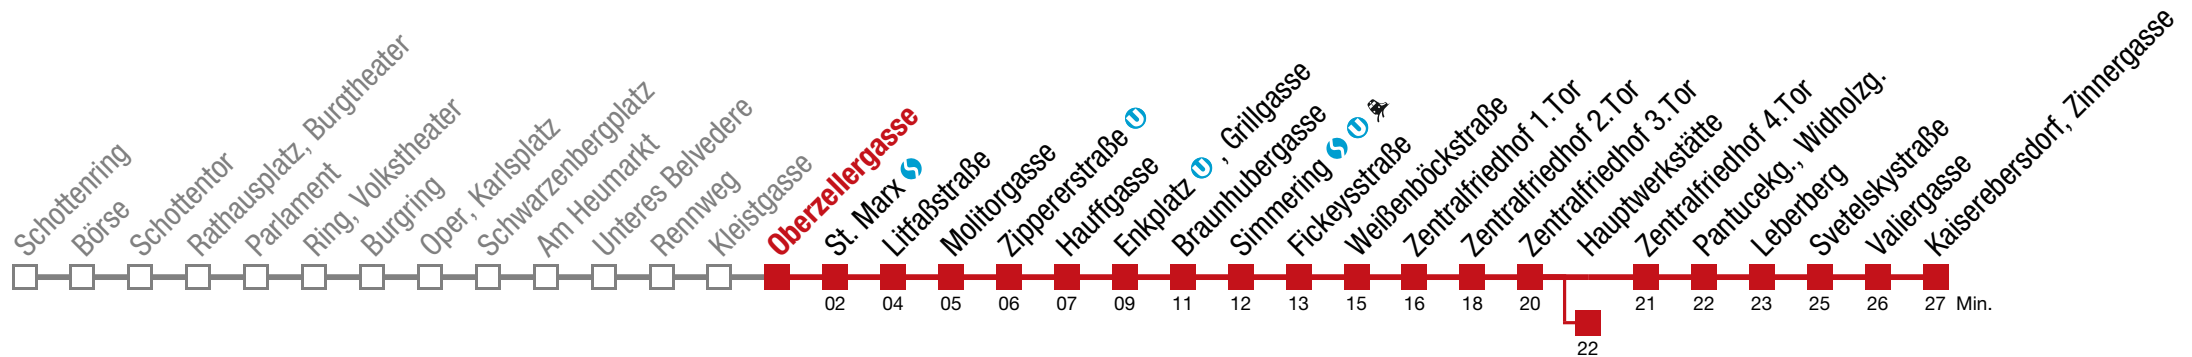 Schottenring
Börse
Schottentor
Rathausplatz, Burgtheater
Parlament
Ring, Volkstheater
Burgring
Oper, Karlsplatz
Schwarzenbergplatz
Am Heumarkt
Unteres Belvedere
Rennweg
Kleistgasse
Oberzellergasse
St. Marx
Litfaßstraße
Molitorgasse
Zippererstraße U
Hauffgasse
Enkplatz U , Grillgasse
Braunhubergasse
Simmering U
Fickeysstraße
Weißenböckstraße
Zentralfriedhof 1.Tor
Zentralfriedhof 2.Tor
Zentralfriedhof 3.Tor
Hauptwerkstätte
Zentralfriedhof 4.Tor
Pantucekg., Widholzg.
Leberberg
Svetelskystraße
Valiergasse
Kaiserebersdorf, Zinnergasse
02 04 05 06 07 09 11 12 13 15 16 18 20 21 22 23 25 26 27 Min.
22